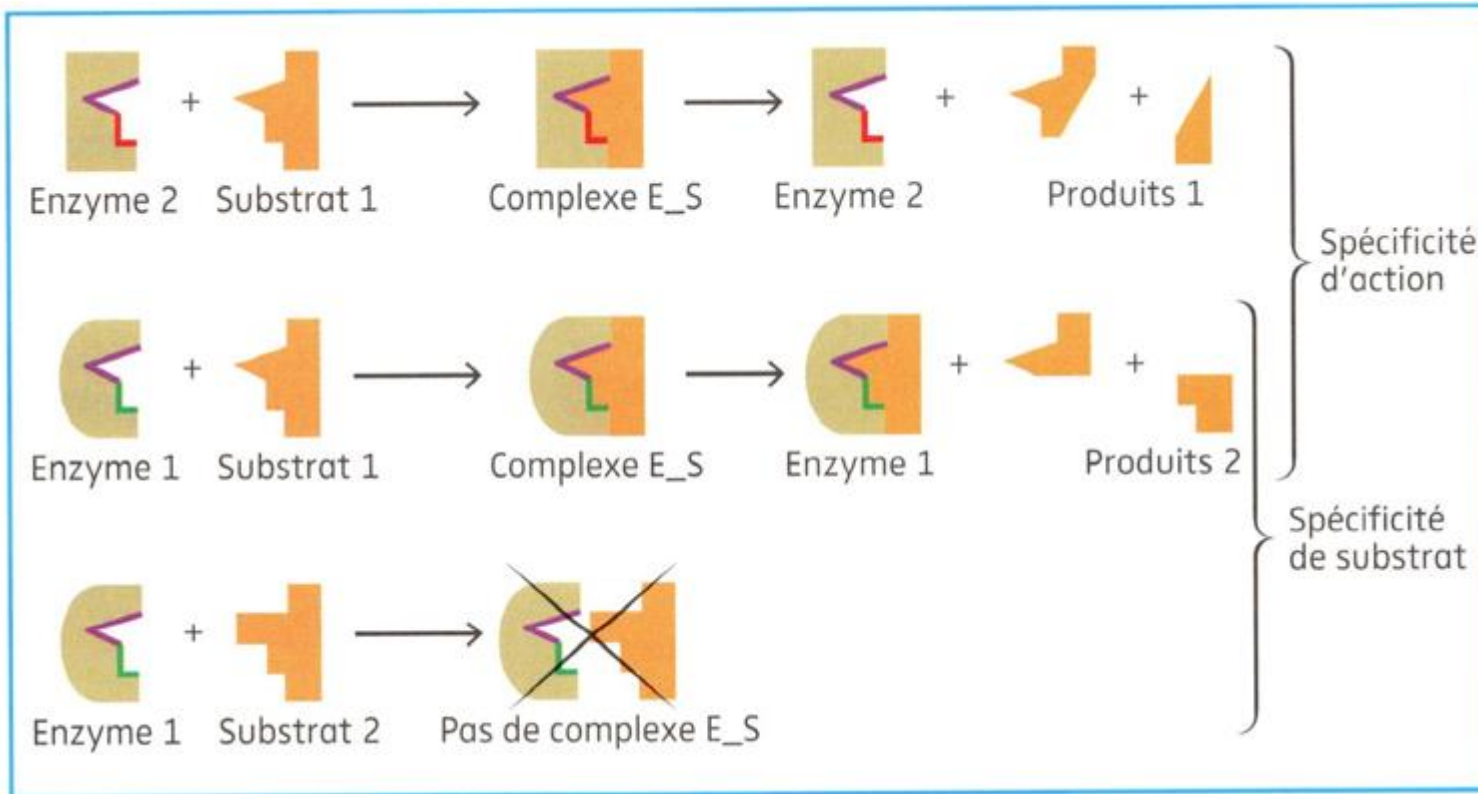 + + +
Enzyme 2 Substrat 1 Complexe E_S Enzyme 2 Produits 1
Spécificité
d'action
+ + +
Enzyme 1 Substrat 1 Complexe E_S Enzyme 1 Produits 2
Spécificité
de substrat
+
Enzyme 1 Substrat 2 Pas de complexe E_S